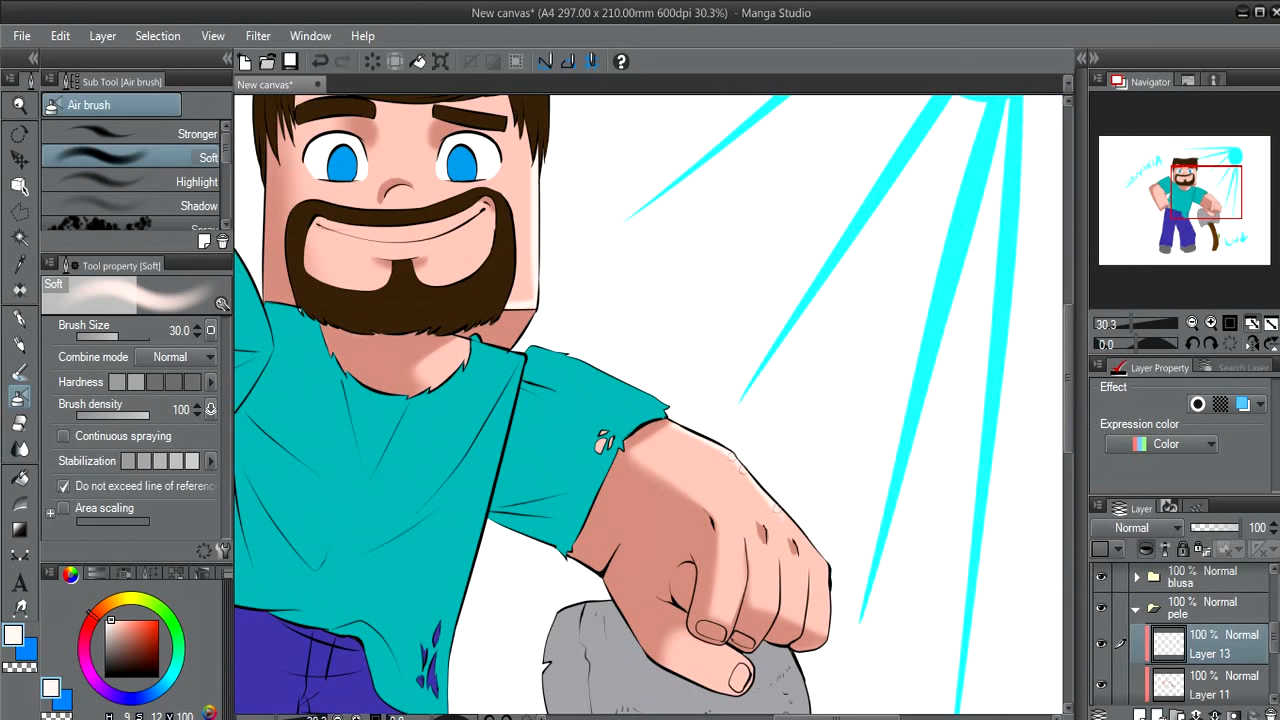 New canvas* (A4 297.00 x 210.00mm 600dpi 30.3%) - Manga Studio
File Edit Layer Selection View Filter Window Help
Sub Tool [Air brush]
New canvas*
Navigator
Air brush
Stronger
Soft
Highlight
Shadow
Tool property [Soft]
Soft
Brush Size 30.0
Combine mode Normal
Hardness
Brush density 100
Continuous spraying
Stabilization
Do not exceed line of referenc
Area scaling
30.3
0.0
Layer Property Search Layer
Effect
Expression color
Color
Layer
Normal 100
100 % Normal
blusa
100 % Normal
pele
100 % Normal
Layer 13
100 % Normal
Layer 11
H 9 S 12 V 100